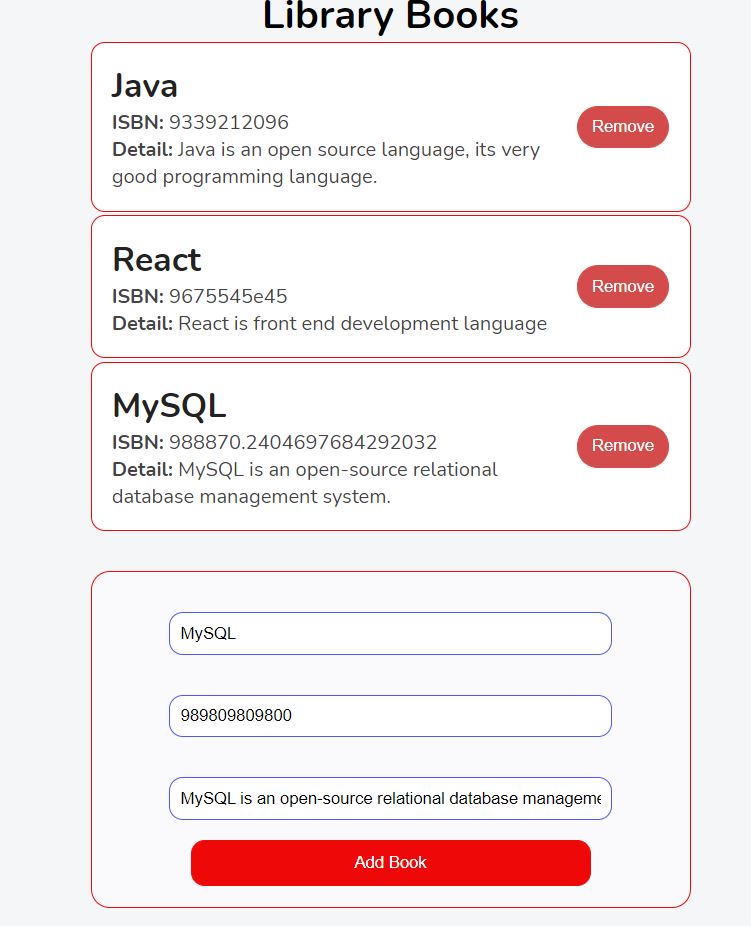 Library Books
Java
ISBN: 9339212096
Detail: Java is an open source language, its very
good programming language.
Remove
React
ISBN: 9675545e45
Detail: React is front end development language
Remove
MySQL
ISBN: 988870.2404697684292032
Detail: MySQL is an open-source relational
database management system.
Remove
MySQL
989809809800
MySQL is an open-source relational database manageme
Add Book